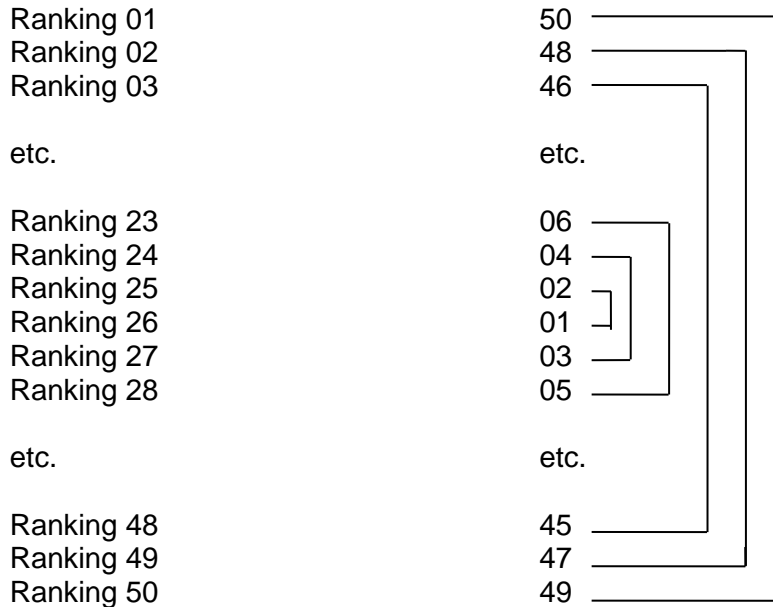 Ranking 01 50
Ranking 02 48
Ranking 03 46
etc. etc.
Ranking 23 06
Ranking 24 04
Ranking 25 02
Ranking 26 01
Ranking 27 03
Ranking 28 05
etc. etc.
Ranking 48 45
Ranking 49 47
Ranking 50 49